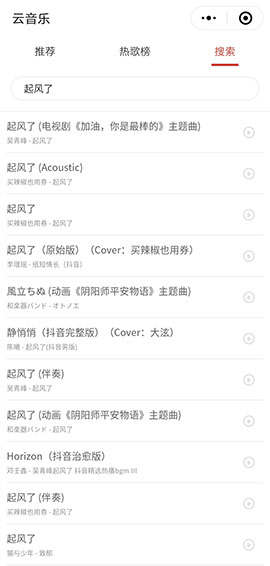 云音乐
推荐 热歌榜 搜索
起风了
起风了 (电视剧《加油，你是最棒的》主题曲)
吴青峰 - 起风了
起风了 (Acoustic)
买辣椒也用券 - 起风了
起风了
买辣椒也用券 - 起风了
起风了（原始版）（Cover：买辣椒也用券）
李瑨瑶 - 纸短情长（抖音）
風立ちぬ (动画《阴阳师平安物语》主题曲)
和楽器バンド - オトノエ
静悄悄（抖音完整版）（Cover：大泫）
陈曦 - 起风了(抖音男版)
起风了 (伴奏)
吴青峰 - 起风了
起风了 (动画《阴阳师平安物语》主题曲)
和楽器バンド - 起风了
Horizon（抖音治愈版）
邓壬鑫 - 吴青峰起风了 抖音精选热播bgm III
起风了 (伴奏)
买辣椒也用券 - 起风了
起风了
猫与少年 - 致郁